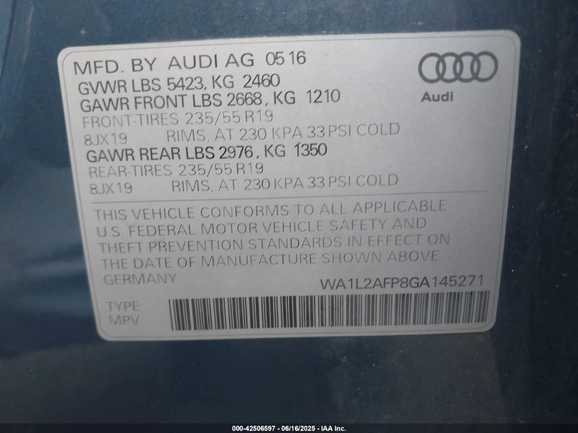 MFD. BY AUDI AG 05 16
GVWR LBS 5423, KG 2460
GAWR FRONT LBS 2668, KG 1210
FRONT-TIRES 235/55 R19
8JX19 RIMS, AT 230 KPA 33 PSI COLD
GAWR REAR LBS 2976, KG 1350
REAR-TIRES 235/55 R19
8JX19 RIMS, AT 230 KPA 33 PSI COLD
Audi
THIS VEHICLE CONFORMS TO ALL APPLICABLE
U.S. FEDERAL MOTOR VEHICLE SAFETY AND
THEFT PREVENTION STANDARDS IN EFFECT ON
THE DATE OF MANUFACTURE SHOWN ABOVE
GERMANY WA1L2AFP8GA145271
TYPE
MPV
000-42506597 - 06/16/2025 - IAA Inc.